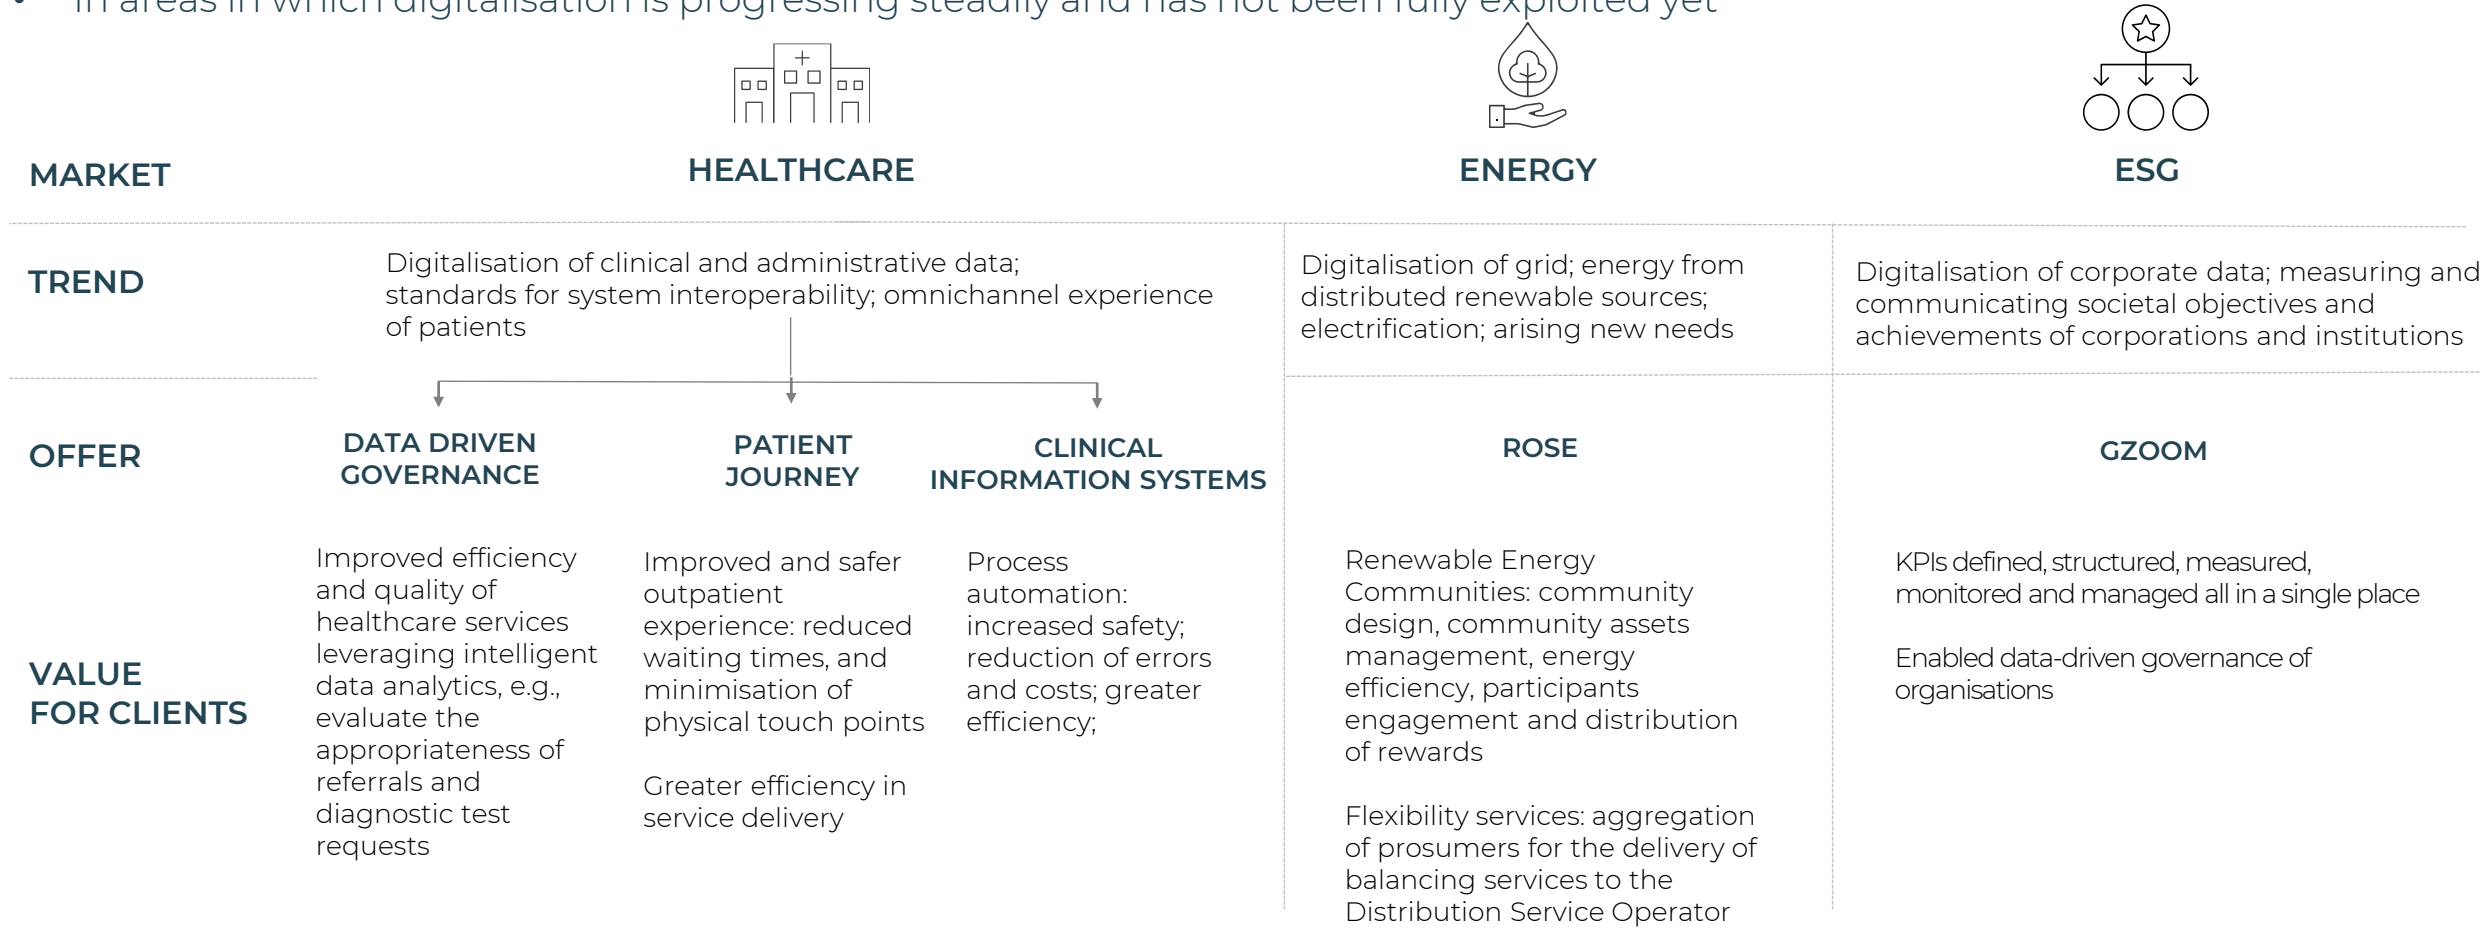 • In areas in which digitalisation is progressing steadily and has not been fully exploited yet
MARKET
HEALTHCARE
ENERGY
ESG
TREND
Digitalisation of clinical and administrative data;
standards for system interoperability; omnichannel experience
of patients
Digitalisation of grid; energy from
distributed renewable sources;
electrification; arising new needs
Digitalisation of corporate data; measuring and
communicating societal objectives and
achievements of corporations and institutions
OFFER
DATA DRIVEN
GOVERNANCE
PATIENT
JOURNEY
CLINICAL
INFORMATION SYSTEMS
ROSE
GZOOM
VALUE
FOR CLIENTS
Improved efficiency
and quality of
healthcare services
leveraging intelligent
data analytics, e.g.,
evaluate the
appropriateness of
referrals and
diagnostic test
requests
Improved and safer
outpatient
experience: reduced
waiting times, and
minimisation of
physical touch points
Greater efficiency in
service delivery
Process
automation:
increased safety;
reduction of errors
and costs; greater
efficiency;
Renewable Energy
Communities: community
design, community assets
management, energy
efficiency, participants
engagement and distribution
of rewards
Flexibility services: aggregation
of prosumers for the delivery of
balancing services to the
Distribution Service Operator
KPIs defined, structured, measured,
monitored and managed all in a single place
Enabled data-driven governance of
organisations